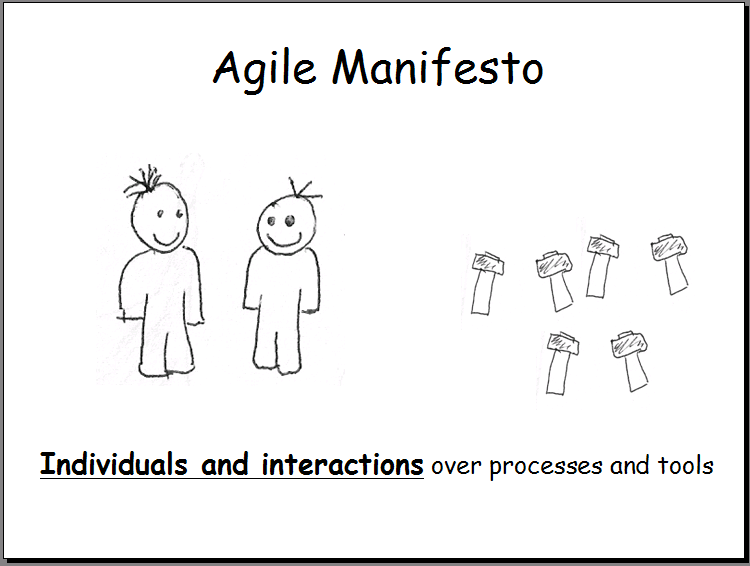 Agile Manifesto
Individuals and interactions over processes and tools